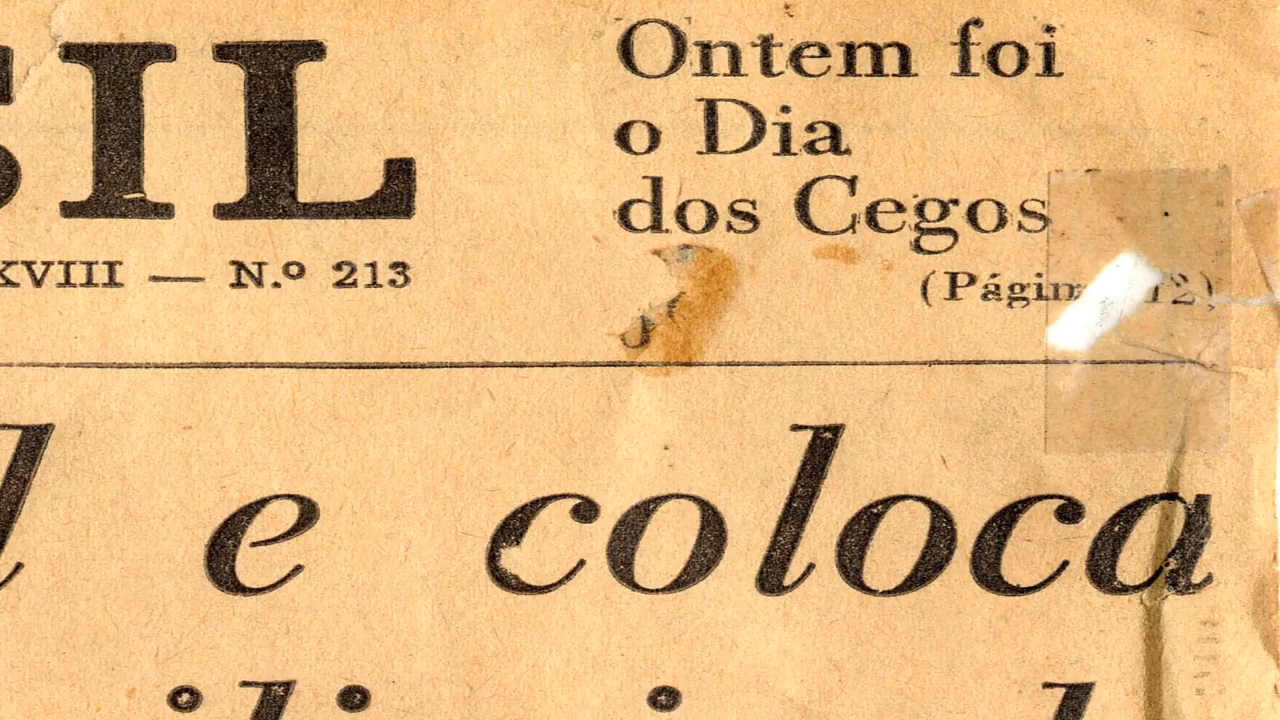 SIL
Ontem foi
o Dia
dos Cegos
XVIII — N.º 213
e coloca